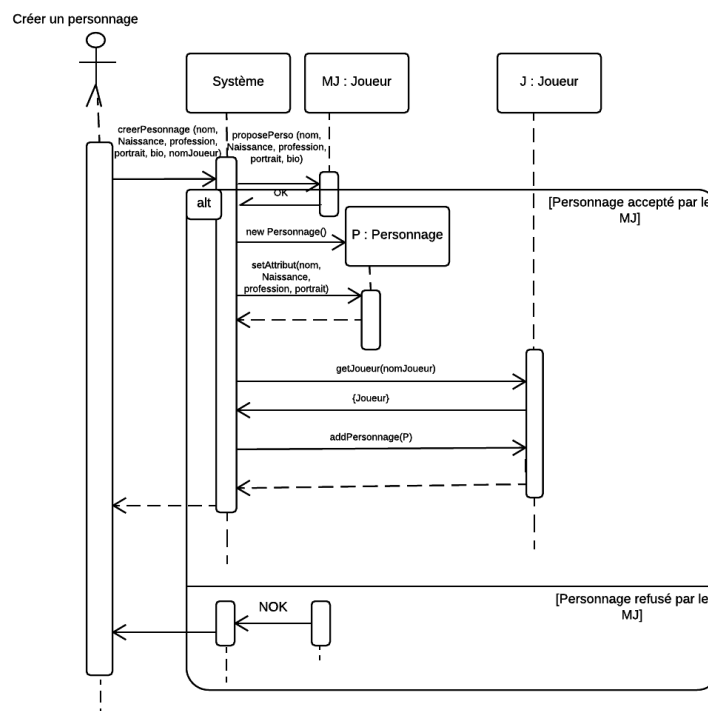 Créer un personnage
Système
MJ : Joueur
J : Joueur
creerPesonnage (nom,
Naissance, profession,
portrait, bio, nomJoueur)
proposePerso (nom,
Naissance, profession,
portrait, bio)
OK
alt
[Personnage accepté par le
MJ]
new Personnage()
P : Personnage
setAttribut(nom,
Naissance,
profession, portrait)
getJoueur(nomJoueur)
{Joueur}
addPersonnage(P)
[Personnage refusé par le
MJ]
NOK